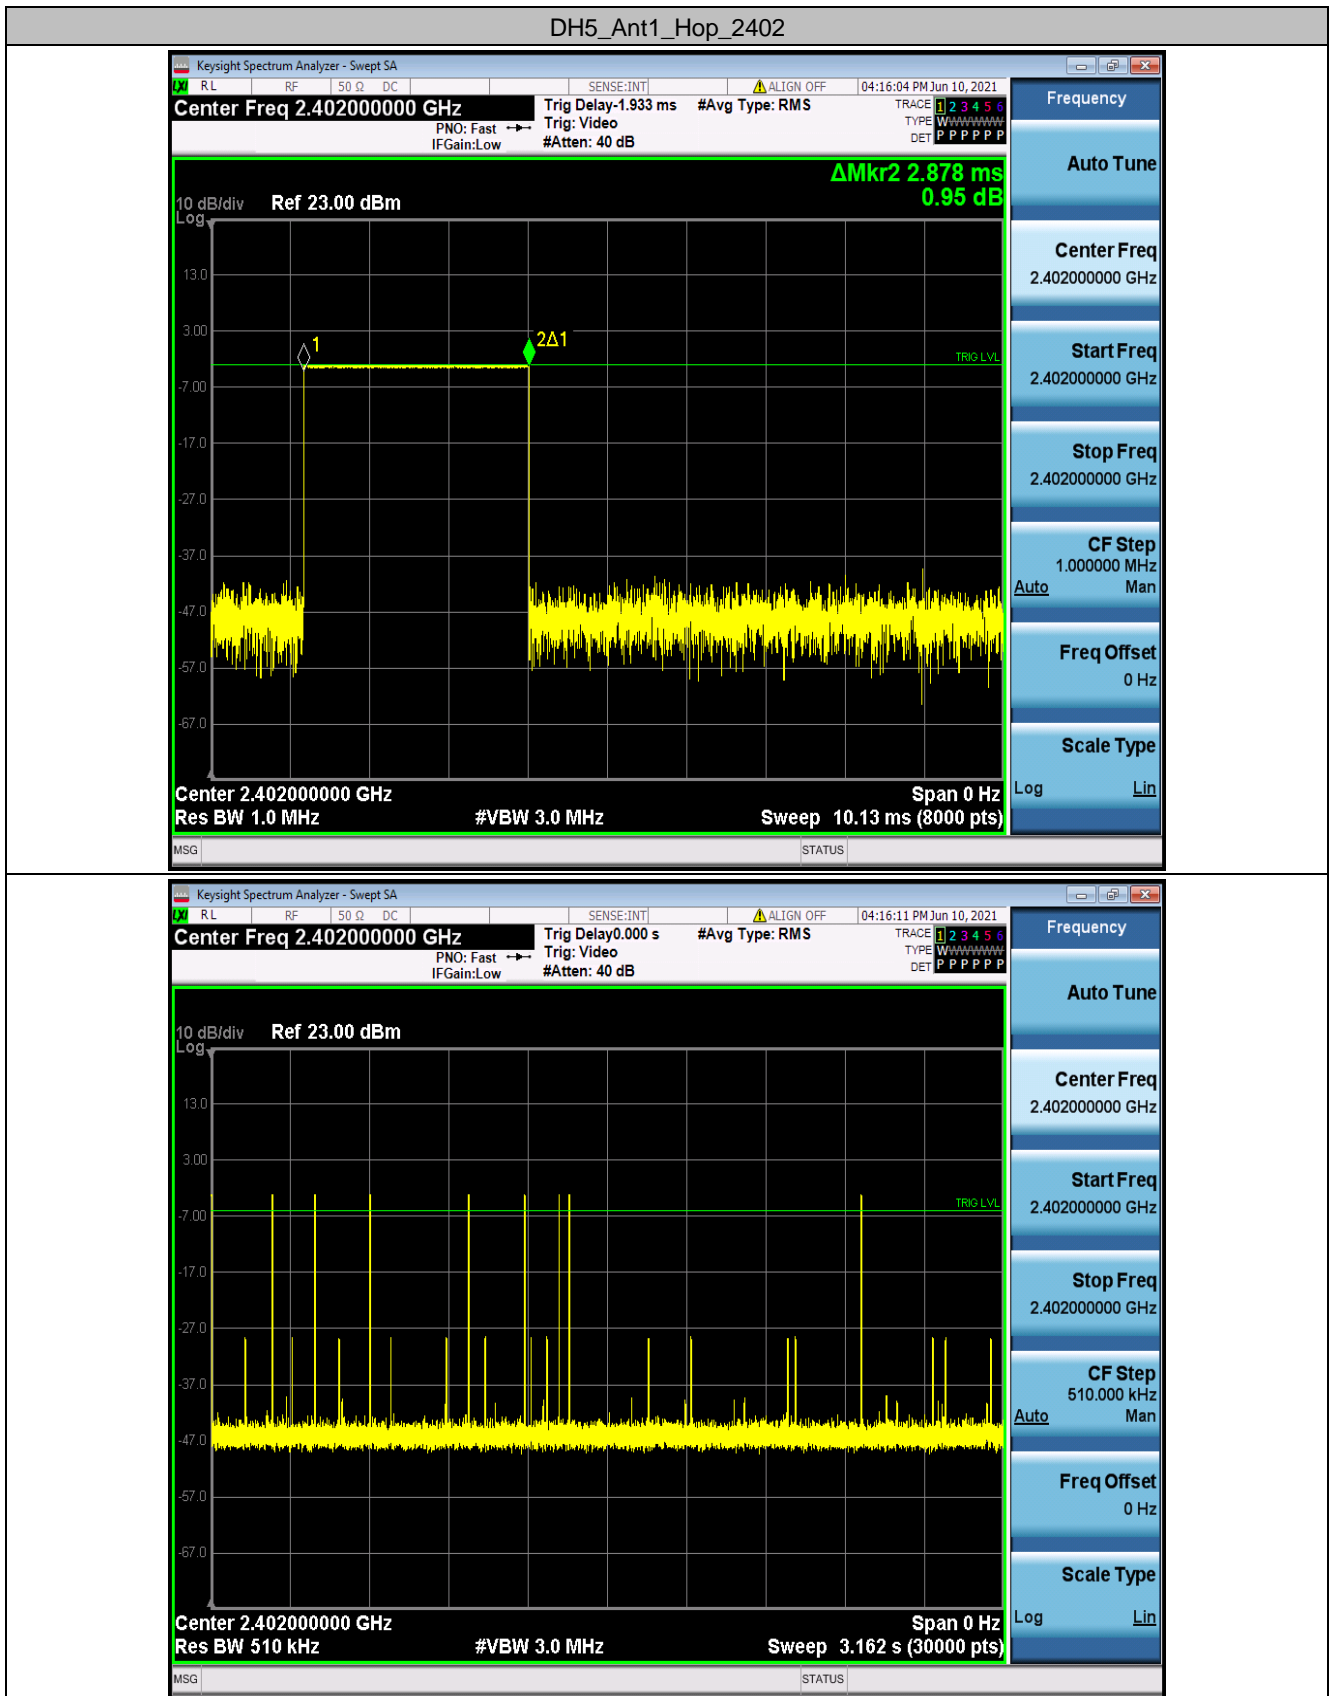 DH5_Ant1_Hop_2402
Keysight Spectrum Analyzer - Swept SA
LXI RL RF 50 Ω DC SENSE:INT ALIGN OFF 04:16:04 PM Jun 10, 2021
Center Freq 2.402000000 GHz
PNO: Fast
IFGain:Low
Trig Delay-1.933 ms
Trig: Video
#Atten: 40 dB
#Avg Type: RMS
TRACE 1 2 3 4 5 6
TYPE WWWWWW
DET P P P P P P
ΔMkr2 2.878 ms
0.95 dB
10 dB/div
Log
Ref 23.00 dBm
13.0
3.00
-7.00
-17.0
-27.0
-37.0
-47.0
-57.0
-67.0
1
2Δ1
TRIG LVL
Center 2.402000000 GHz
Span 0 Hz
Res BW 1.0 MHz
#VBW 3.0 MHz
Sweep 10.13 ms (8000 pts)
MSG
STATUS
Frequency
Auto Tune
Center Freq
2.402000000 GHz
Start Freq
2.402000000 GHz
Stop Freq
2.402000000 GHz
CF Step
1.000000 MHz
Auto Man
Freq Offset
0 Hz
Scale Type
Log Lin
Keysight Spectrum Analyzer - Swept SA
LXI RL RF 50 Ω DC SENSE:INT ALIGN OFF 04:16:11 PM Jun 10, 2021
Center Freq 2.402000000 GHz
PNO: Fast
IFGain:Low
Trig Delay0.000 s
Trig: Video
#Atten: 40 dB
#Avg Type: RMS
TRACE 1 2 3 4 5 6
TYPE WWWWWW
DET P P P P P P
10 dB/div
Log
Ref 23.00 dBm
13.0
3.00
-7.00
-17.0
-27.0
-37.0
-47.0
-57.0
-67.0
TRIG LVL
Center 2.402000000 GHz
Span 0 Hz
Res BW 510 kHz
#VBW 3.0 MHz
Sweep 3.162 s (30000 pts)
MSG
STATUS
Frequency
Auto Tune
Center Freq
2.402000000 GHz
Start Freq
2.402000000 GHz
Stop Freq
2.402000000 GHz
CF Step
510.000 kHz
Auto Man
Freq Offset
0 Hz
Scale Type
Log Lin